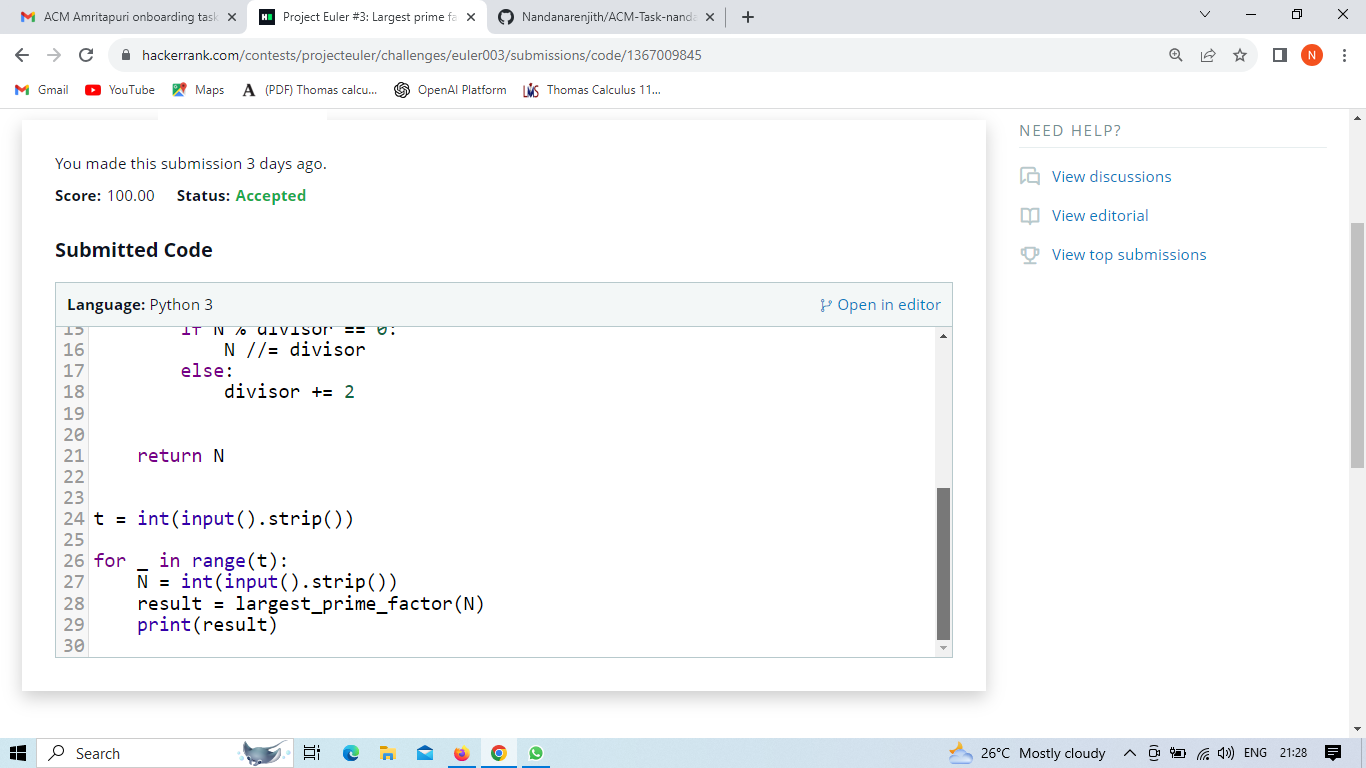 ACM Amritapuri onboarding task
Project Euler #3: Largest prime fa
Nandanarenjith/ACM-Task-nanda
hackerrank.com/contests/projecteuler/challenges/euler003/submissions/code/1367009845
N
Gmail
YouTube
Maps
(PDF) Thomas calcu...
OpenAI Platform
Thomas Calculus 11...
You made this submission 3 days ago.
Score: 100.00 Status: Accepted
Submitted Code
Language: Python 3
Open in editor
15 if N % divisor == 0:
16 N //= divisor
17 else:
18 divisor += 2
19
20
21 return N
22
23
24 t = int(input().strip())
25
26 for _ in range(t):
27 N = int(input().strip())
28 result = largest_prime_factor(N)
29 print(result)
30
NEED HELP?
View discussions
View editorial
View top submissions
Search
26°C Mostly cloudy
ENG
21:28